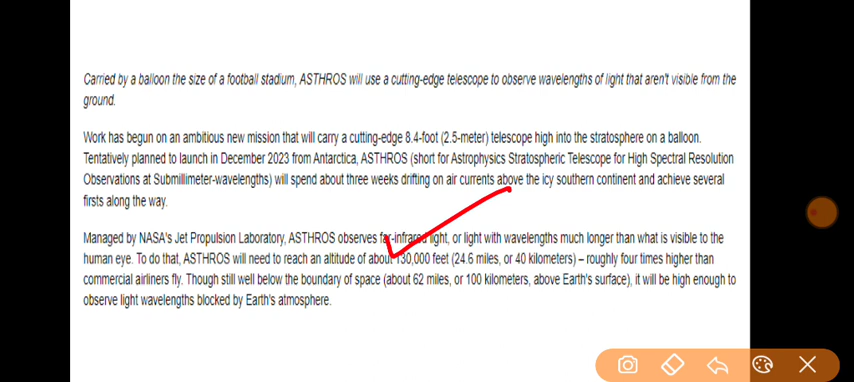 Carried by a balloon the size of a football stadium, ASTHROS will use a cutting-edge telescope to observe wavelengths of light that aren't visible from the
ground.
Work has begun on an ambitious new mission that will carry a cutting-edge 8.4-foot (2.5-meter) telescope high into the stratosphere on a balloon.
Tentatively planned to launch in December 2023 from Antarctica, ASTHROS (short for Astrophysics Stratospheric Telescope for High Spectral Resolution
Observations at Submillimeter-wavelengths) will spend about three weeks drifting on air currents above the icy southern continent and achieve several
firsts along the way.
Managed by NASA's Jet Propulsion Laboratory, ASTHROS observes far-infrared light, or light with wavelengths much longer than what is visible to the
human eye. To do that, ASTHROS will need to reach an altitude of about 130,000 feet (24.6 miles, or 40 kilometers) – roughly four times higher than
commercial airliners fly. Though still well below the boundary of space (about 62 miles, or 100 kilometers, above Earth's surface), it will be high enough to
observe light wavelengths blocked by Earth's atmosphere.